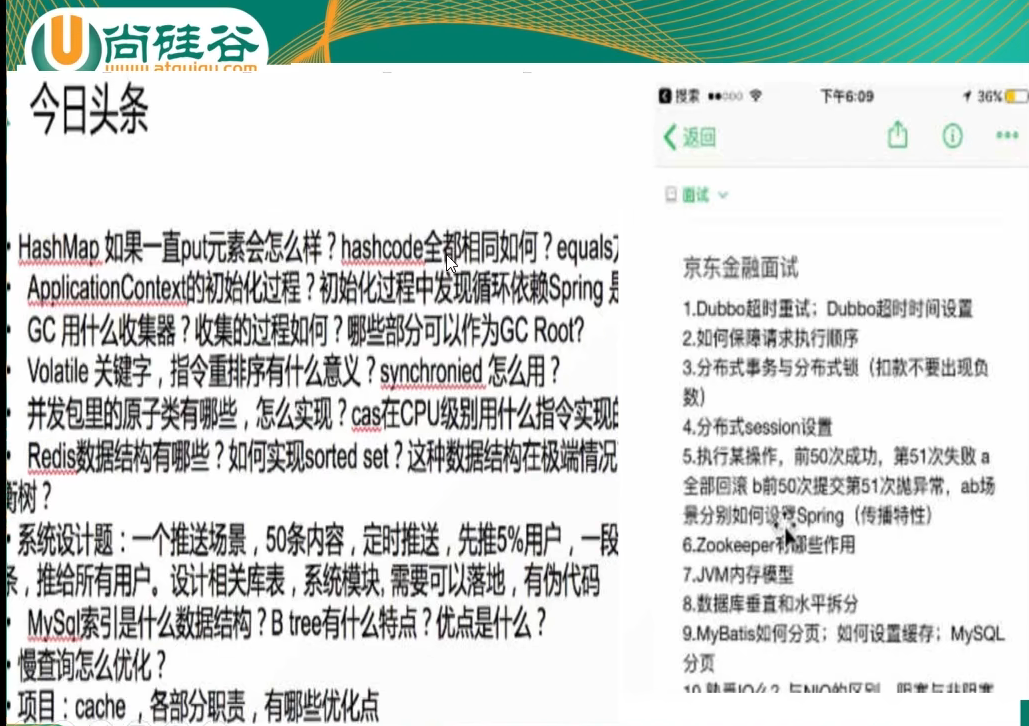 尚硅谷
www.atguigu.com
今日头条
HashMap 如果一直put元素会怎么样？hashcode全都相同如何？equals方
ApplicationContext的初始化过程？初始化过程中发现循环依赖Spring 是
GC 用什么收集器？收集的过程如何？哪些部分可以作为GC Root?
Volatile 关键字，指令重排序有什么意义？synchronied 怎么用？
并发包里的原子类有哪些，怎么实现？cas在CPU级别用什么指令实现的
Redis数据结构有哪些？如何实现sorted set？这种数据结构在极端情况
衡树？
系统设计题：一个推送场景，50条内容，定时推送，先推5%用户，一段
条，推给所有用户。设计相关库表，系统模块, 需要可以落地，有伪代码
MySql索引是什么数据结构？B tree有什么特点？优点是什么？
慢查询怎么优化？
项目：cache ，各部分职责，有哪些优化点
搜索 下午6:09 36%
返回
面试
京东金融面试
1.Dubbo超时重试；Dubbo超时时间设置
2.如何保障请求执行顺序
3.分布式事务与分布式锁（扣款不要出现负
数）
4.分布式session设置
5.执行某操作，前50次成功，第51次失败 a
全部回滚 b前50次提交第51次抛异常，ab场
景分别如何设置Spring（传播特性）
6.Zookeeper有哪些作用
7.JVM内存模型
8.数据库垂直和水平拆分
9.MyBatis如何分页；如何设置缓存；MySQL
分页